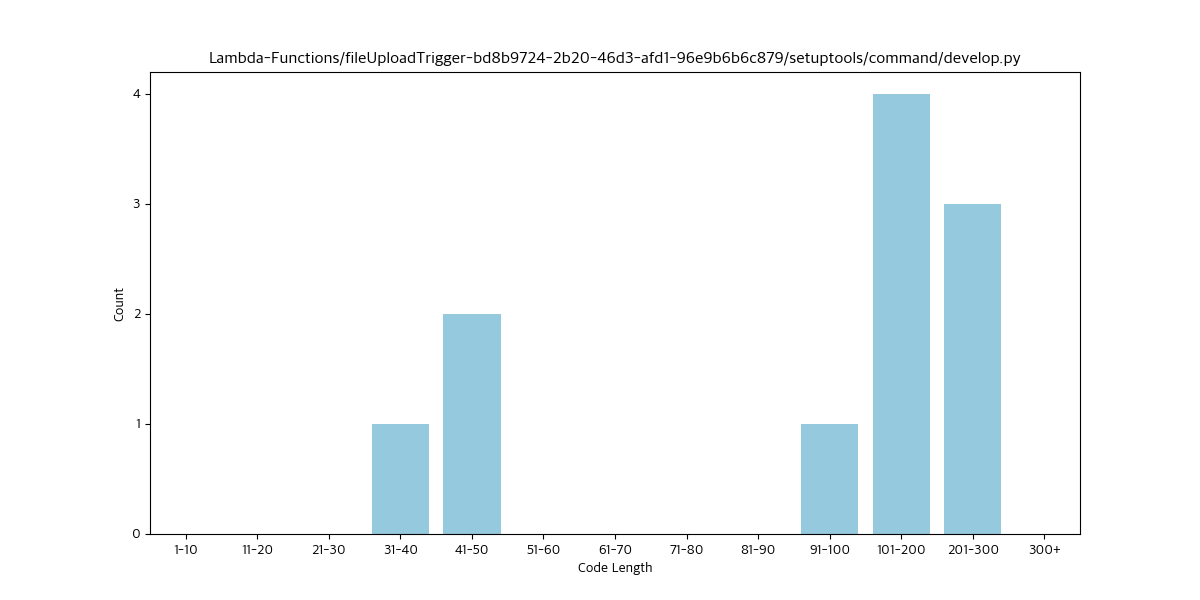 Lambda-Functions/fileUploadTrigger-bd8b9724-2b20-46d3-afd1-96e9b6b6c879/setuptools/command/develop.py
4
3
2
1
0
Count
1-10 11-20 21-30 31-40 41-50 51-60 61-70 71-80 81-90 91-100 101-200 201-300 300+
Code Length